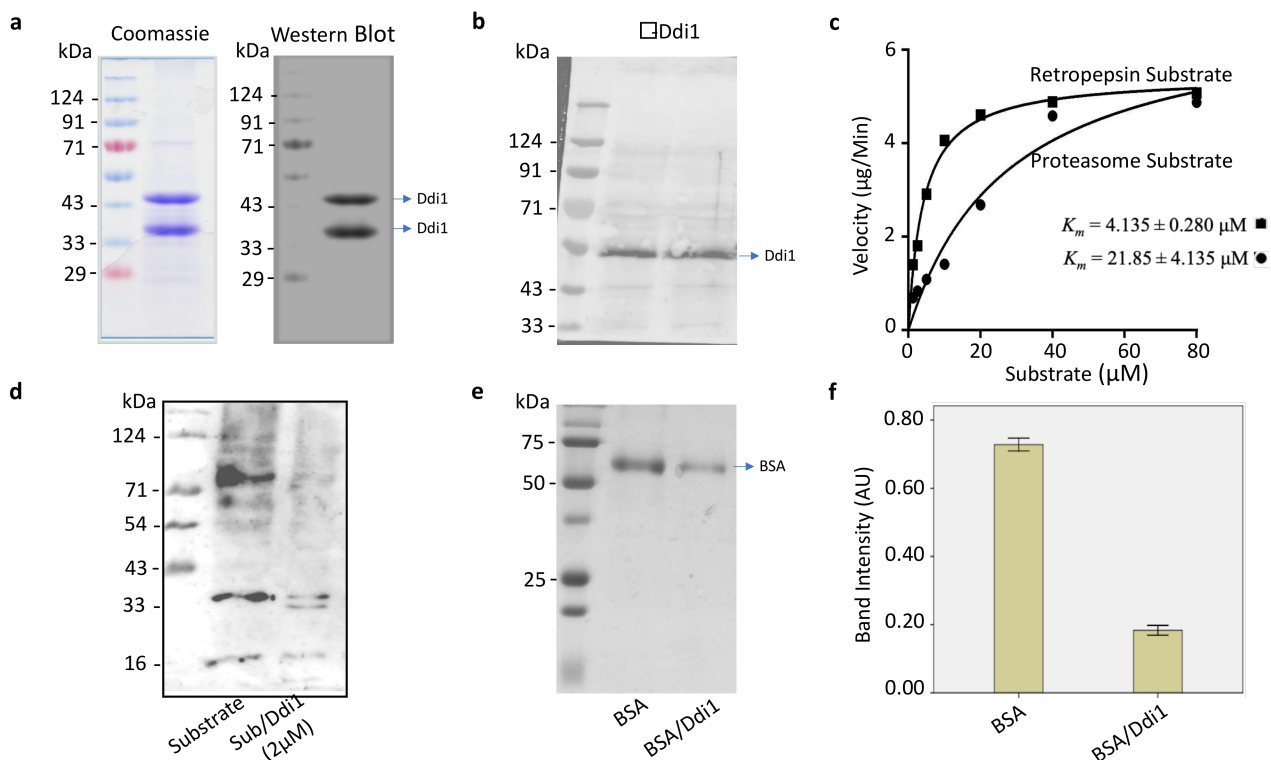 a
Coomassie
Western Blot
kDa
kDa
124 -
91 -
71 -
43 -
33 -
29 -
124 -
91 -
71 -
43 -
33 -
29 -
Ddi1
Ddi1
b
□-Ddi1
124 -
91 -
71 -
43 -
33 -
Ddi1
c
6
4
2
0
Velocity (µg/Min)
Retropepsin Substrate
Proteasome Substrate
Km = 4.135 ± 0.280 µM
Km = 21.85 ± 4.135 µM
0 20 40 60 80
Substrate (µM)
d
kDa
124 -
71 -
54 -
43 -
33 -
16 -
Substrate
Sub/Ddi1
(2µM)
e
kDa
75 -
50 -
25 -
BSA
BSA
BSA/Ddi1
f
0.80
0.60
0.40
0.20
0.00
Band Intensity (AU)
BSA
BSA/Ddi1